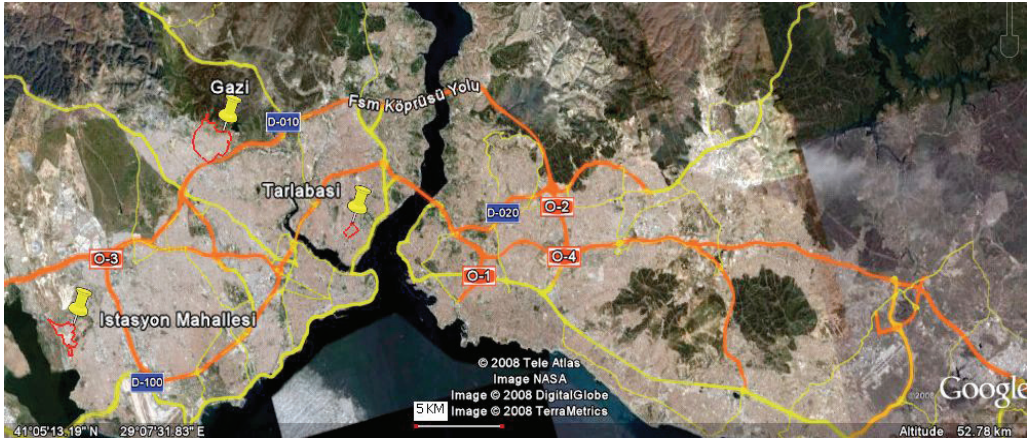 Gazi
Fsm Köprüsü Yolu
D-010
Tarlabasi
D-020
O-2
O-3
O-4
O-1
Istasyon Mahallesi
D-100
© 2008 Tele Atlas
Image NASA
Image © 2008 DigitalGlobe
Image © 2008 TerraMetrics
5 KM
©2008 Google
41°05'13.19" N 29°07'31.83" E
Altitude 52.78 km